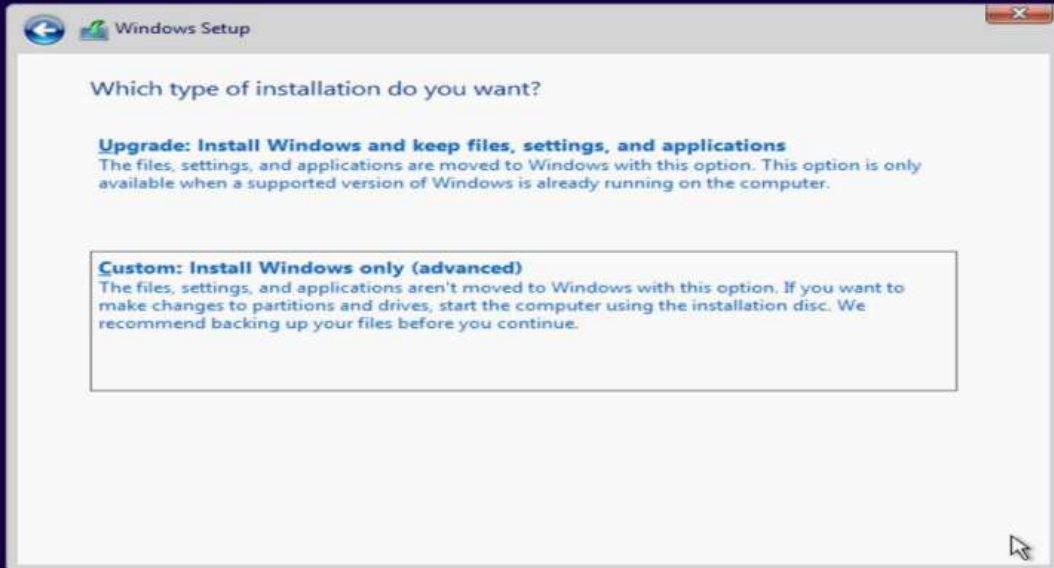 Windows Setup
Which type of installation do you want?
Upgrade: Install Windows and keep files, settings, and applications
The files, settings, and applications are moved to Windows with this option. This option is only
available when a supported version of Windows is already running on the computer.
Custom: Install Windows only (advanced)
The files, settings, and applications aren't moved to Windows with this option. If you want to
make changes to partitions and drives, start the computer using the installation disc. We
recommend backing up your files before you continue.